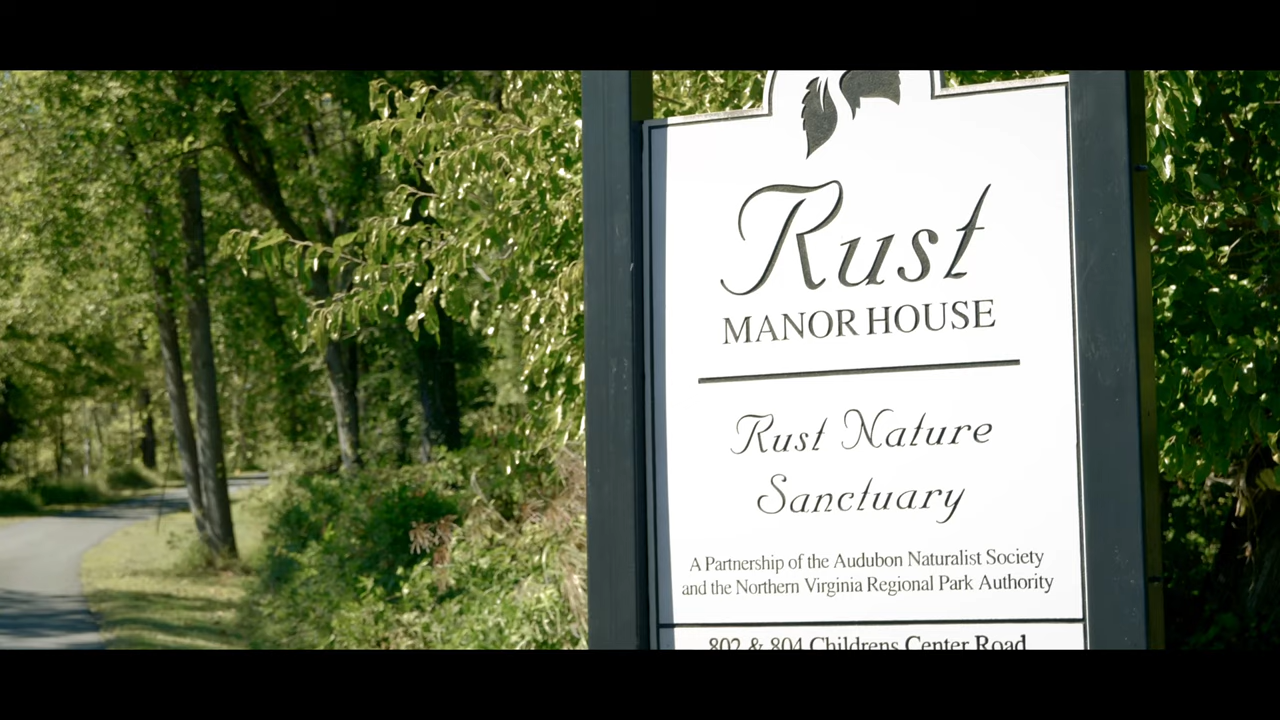 Rust
MANOR HOUSE
Rust Nature
Sanctuary
A Partnership of the Audubon Naturalist Society
and the Northern Virginia Regional Park Authority
802 & 804 Childrens Center Road